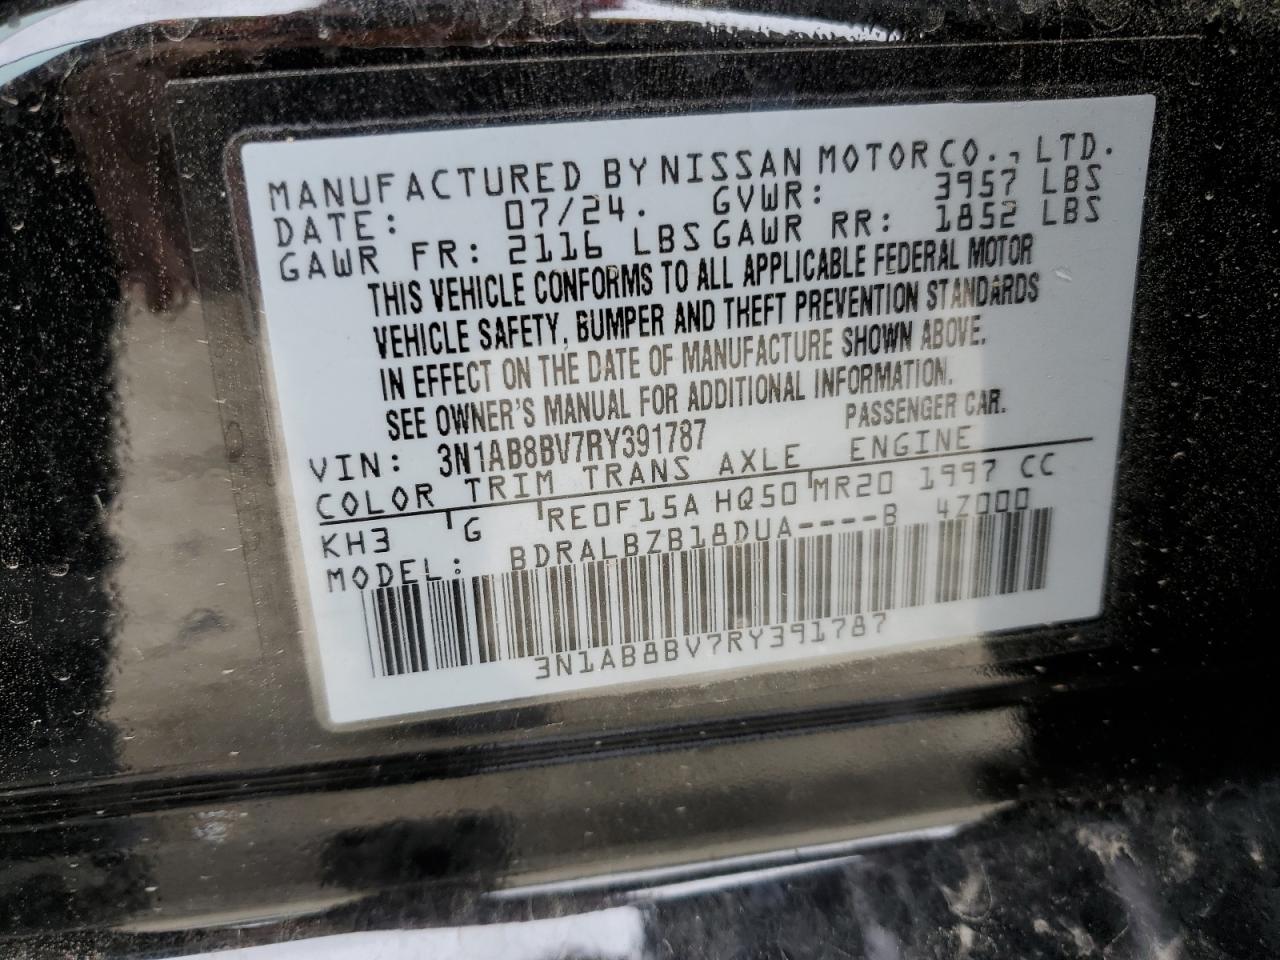 MANUFACTURED BY NISSAN MOTOR CO., LTD.
DATE: 07/24. GVWR: 3957 LBS
GAWR FR: 2116 LBS GAWR RR: 1852 LBS
THIS VEHICLE CONFORMS TO ALL APPLICABLE FEDERAL MOTOR
VEHICLE SAFETY, BUMPER AND THEFT PREVENTION STANDARDS
IN EFFECT ON THE DATE OF MANUFACTURE SHOWN ABOVE.
SEE OWNER'S MANUAL FOR ADDITIONAL INFORMATION.
VIN: 3N1AB8BV7RY391787 PASSENGER CAR.
COLOR TRIM TRANS AXLE ENGINE
KH3 G RE0F15A HQ50 MR20 1997 CC
MODEL: BDRALBZB18DUA----B 4Z000
3N1AB8BV7RY391787